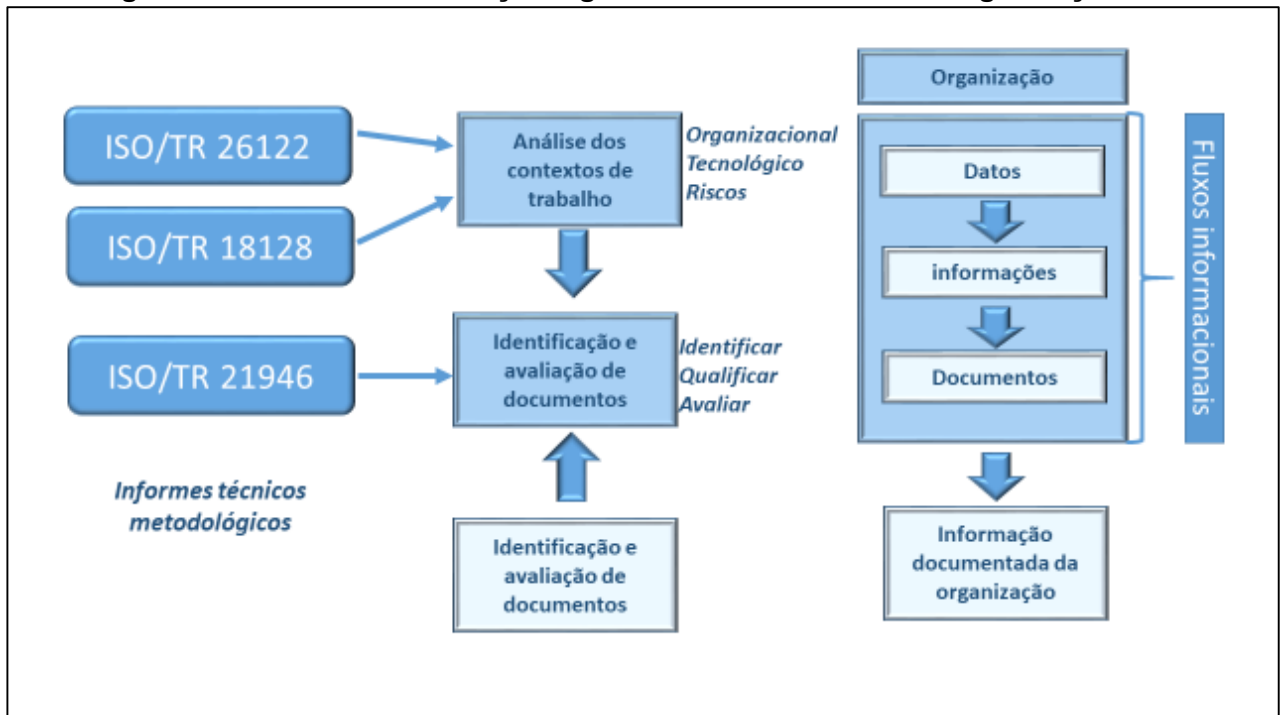 ISO/TR 26122
ISO/TR 18128
ISO/TR 21946
Informes técnicos
metodológicos
Análise dos
contextos de
trabalho
Organizacional
Tecnológico
Riscos
Identificação e
avaliação de
documentos
Identificar
Qualificar
Avaliar
Identificação e
avaliação de
documentos
Organização
Datos
informações
Documentos
Fluxos informacionais
Informação
documentada da
organização